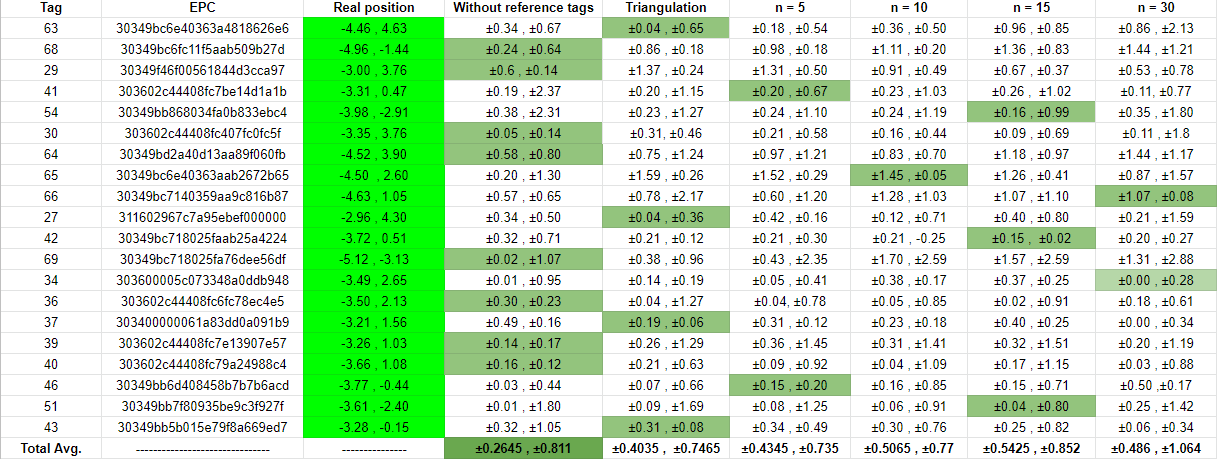 Tag EPC Real position Without reference tags Triangulation n = 5 n = 10 n = 15 n = 30
63 30349bc6e40363a4818626e6 -4.46 , 4.63 ±0.34 , ±0.67 ±0.04 , ±0.65 ±0.18 , ±0.54 ±0.36 , ±0.50 ±0.96 , ±0.85 ±0.86 , ±2.13
68 30349bc6fc11f5aab509b27d -4.96 , -1.44 ±0.24 , ±0.64 ±0.86 , ±0.18 ±0.98 , ±0.18 ±1.11 , ±0.20 ±1.36 , ±0.83 ±1.44 , ±1.21
29 30349f46f00561844d3cca97 -3.00 , 3.76 ±0.6 , ±0.14 ±1.37 , ±0.24 ±1.31 , ±0.50 ±0.91 , ±0.49 ±0.67 , ±0.37 ±0.53 , ±0.78
41 303602c44408fc7be14d1a1b -3.31, 0.47 ±0.19 , ±2.37 ±0.20 , ±1.15 ±0.20 , ±0.67 ±0.23 , ±1.03 ±0.26 , ±1.02 ±0.11, ±0.77
54 30349bb868034fa0b833ebc4 -3.98 , -2.91 ±0.38 , ±2.31 ±0.23 , ±1.27 ±0.24 , ±1.10 ±0.24 , ±1.19 ±0.16 , ±0.99 ±0.35 , ±1.80
30 303602c44408fc407fc0fc5f -3.35, 3.76 ±0.05 , ±0.14 ±0.31 , ±0.46 ±0.21 , ±0.58 ±0.16 , ±0.44 ±0.09 , ±0.69 ±0.11 , ±1.8
64 30349bd2a40d13aa89f060fb -4.52 , 3.90 ±0.58 , ±0.80 ±0.75 , ±1.24 ±0.97 , ±1.21 ±0.83 , ±0.70 ±1.18 , ±0.97 ±1.44 , ±1.17
65 30349bc6e40363aab2672b65 -4.50 , 2.60 ±0.20 , ±1.30 ±1.59 , ±0.26 ±1.52 , ±0.29 ±1.45 , ±0.05 ±1.26 , ±0.41 ±0.87 , ±1.57
66 30349bc7140359aa9c816b87 -4.63 , 1.05 ±0.57 , ±0.65 ±0.78 , ±2.17 ±0.60 , ±1.20 ±1.28 , ±1.03 ±1.07 , ±1.10 ±1.07 , ±0.08
27 311602967c7a95ebef000000 -2.96 , 4.30 ±0.34 , ±0.50 ±0.04 , ±0.36 ±0.42 , ±0.16 ±0.12 , ±0.71 ±0.40 , ±0.80 ±0.21 , ±1.59
42 30349bc718025faab25a4224 -3.72 , 0.51 ±0.32 , ±0.71 ±0.21 , ±0.12 ±0.21 , ±0.30 ±0.21 , -0.25 ±0.15 , ±0.02 ±0.20 , ±0.27
69 30349bc718025fa76dee56df -5.12 , -3.13 ±0.02 , ±1.07 ±0.38 , ±0.96 ±0.43 , ±2.35 ±1.70 , ±2.59 ±1.57 , ±2.59 ±1.31 , ±2.88
34 303600005c073348a0ddb948 -3.49, 2.65 ±0.01 , ±0.95 ±0.14 , ±0.19 ±0.05 , ±0.41 ±0.38 , ±0.17 ±0.37 , ±0.25 ±0.00 , ±0.28
36 303602c44408fc6fc78ec4e5 -3.50 , 2.13 ±0.30 , ±0.23 ±0.04 , ±1.27 ±0.04, ±0.78 ±0.05 , ±0.85 ±0.02 , ±0.91 ±0.18 , ±0.61
37 303400000061a83dd0a091b9 -3.21 , 1.56 ±0.49 , ±0.16 ±0.19 , ±0.06 ±0.31 , ±0.12 ±0.23 , ±0.18 ±0.40 , ±0.25 ±0.00 , ±0.34
39 303602c44408fc7e13907e57 -3.26 , 1.03 ±0.14 , ±0.17 ±0.26 , ±1.29 ±0.36 , ±1.45 ±0.31 , ±1.41 ±0.32 , ±1.51 ±0.20 , ±1.19
40 303602c44408fc79a24988c4 -3.66 , 1.08 ±0.16 , ±0.12 ±0.21 , ±0.63 ±0.09 , ±0.92 ±0.04 , ±1.09 ±0.17 , ±1.15 ±0.03 , ±0.88
46 30349bb6d408458b7b7b6acd -3.77 , -0.44 ±0.03 , ±0.44 ±0.07 , ±0.66 ±0.15 , ±0.20 ±0.16 , ±0.85 ±0.15 , ±0.71 ±0.50 ,±0.17
51 30349bb7f80935be9c3f927f -3.61 , -2.40 ±0.01 , ±1.80 ±0.09 , ±1.69 ±0.08 , ±1.25 ±0.06 , ±0.91 ±0.04 , ±0.80 ±0.25 , ±1.42
43 30349bb5b015e79f8a669ed7 -3.28 , -0.15 ±0.32 , ±1.05 ±0.31 , ±0.08 ±0.34 , ±0.49 ±0.30 , ±0.76 ±0.25 , ±0.82 ±0.06 , ±0.34
Total Avg. ------------------------------ --------------- ±0.2645 , ±0.811 ±0.4035 , ±0.7465 ±0.4345 , ±0.735 ±0.5065 , ±0.77 ±0.5425 , ±0.852 ±0.486 , ±1.064